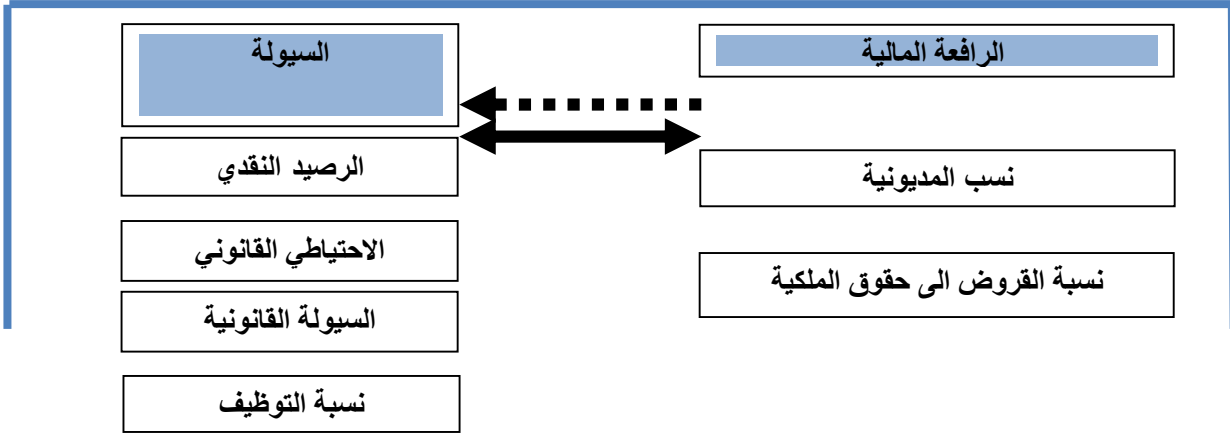 الرافعة المالية
نسب المديونية
نسبة القروض الى حقوق الملكية
السيولة
الرصيد النقدي
الاحتياطي القانوني
السيولة القانونية
نسبة التوظيف